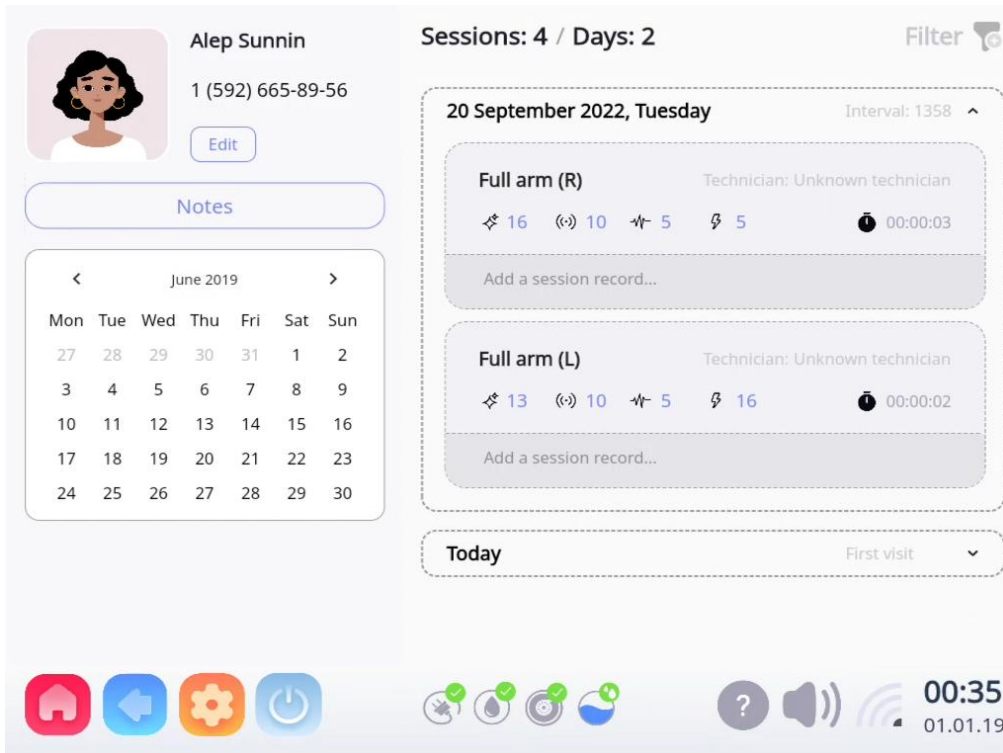 Alep Sunnin
1 (592) 665-89-56
Edit
Notes
June 2019
Mon Tue Wed Thu Fri Sat Sun
27 28 29 30 31 1 2
3 4 5 6 7 8 9
10 11 12 13 14 15 16
17 18 19 20 21 22 23
24 25 26 27 28 29 30
Sessions: 4 / Days: 2
Filter
20 September 2022, Tuesday Interval: 1358
Full arm (R) Technician: Unknown technician
16 10 5 5 00:00:03
Add a session record...
Full arm (L) Technician: Unknown technician
13 10 5 16 00:00:02
Add a session record...
Today First visit
?
00:35
01.01.19